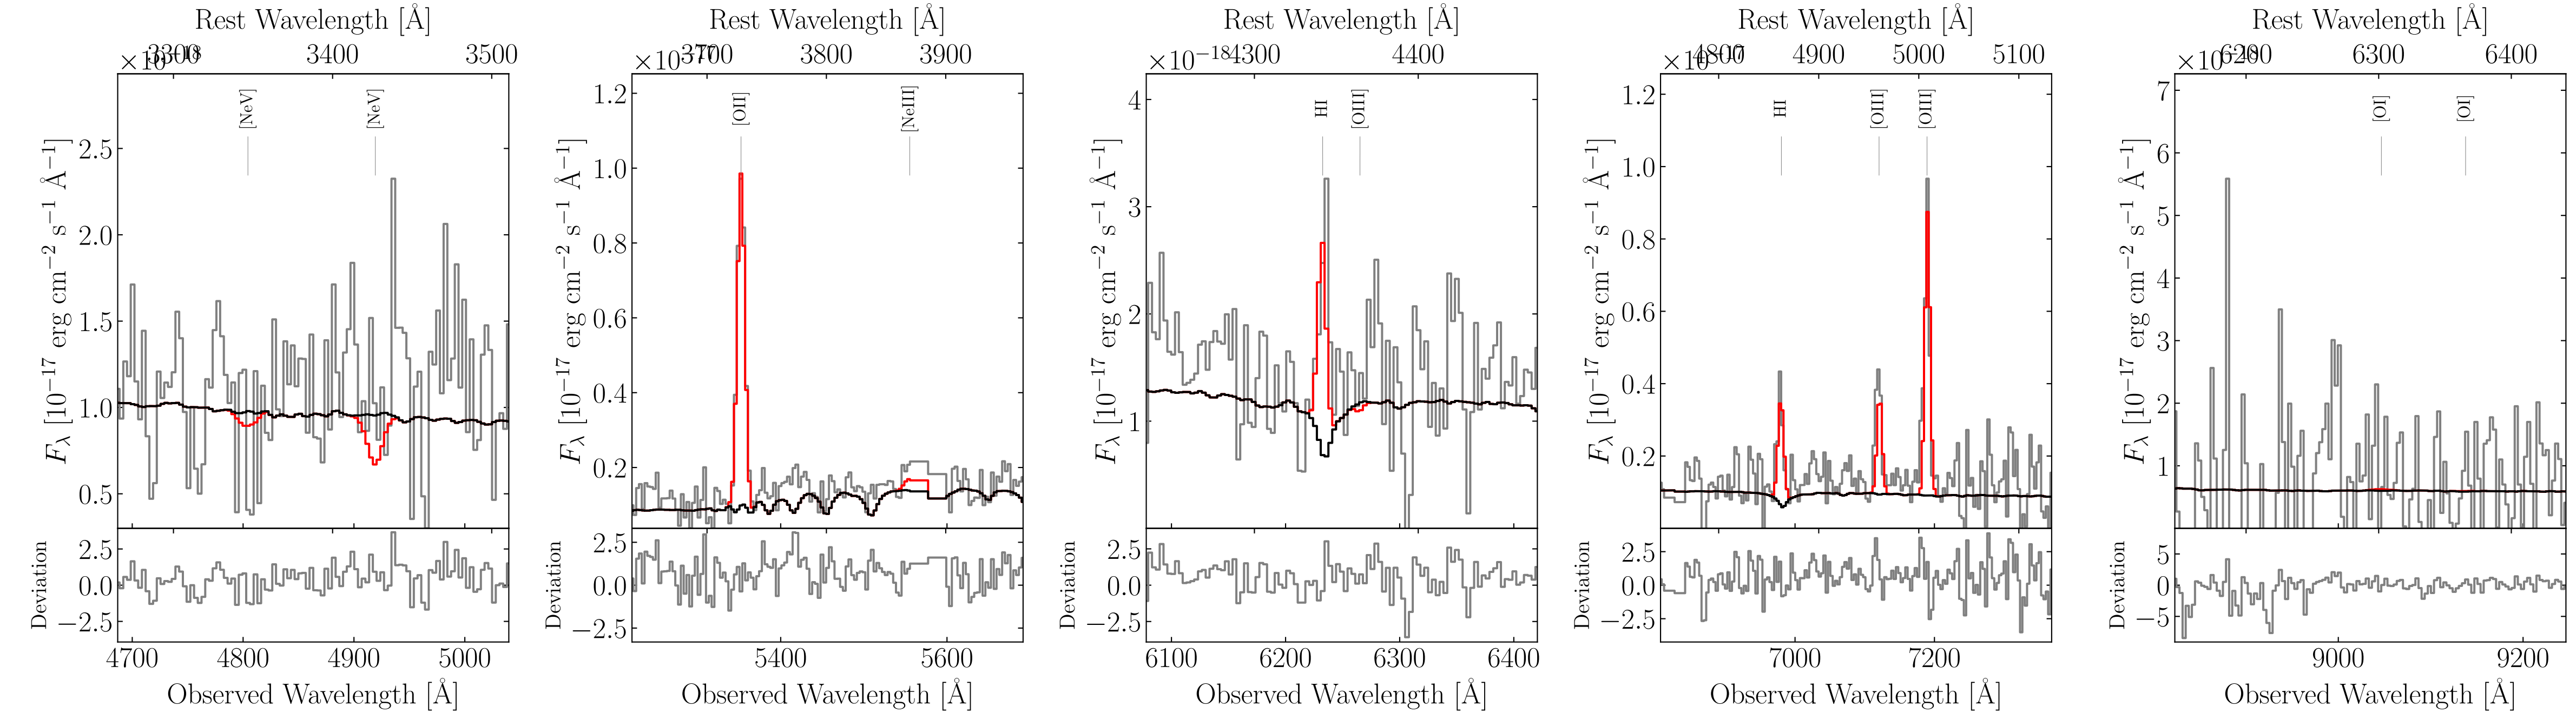 Rest Wavelength [Å] Rest Wavelength [Å] Rest Wavelength [Å] Rest Wavelength [Å] Rest Wavelength [Å]
3300 3400 3500 3700 3800 3900 4300 4400 4800 4900 5000 5100 6200 6300 6400
[NeV] [NeV] [OII] [NeIII] HI [OIII] HI [OIII] [OIII] [OI] [OI]
F_λ [10⁻¹⁷ erg cm⁻² s⁻¹ Å⁻¹]
2.5
2.0
1.5
1.0
0.5
F_λ [10⁻¹⁷ erg cm⁻² s⁻¹ Å⁻¹]
1.2
1.0
0.8
0.6
0.4
0.2
×10⁻¹⁸
F_λ [10⁻¹⁷ erg cm⁻² s⁻¹ Å⁻¹]
4
3
2
1
F_λ [10⁻¹⁷ erg cm⁻² s⁻¹ Å⁻¹]
1.2
1.0
0.8
0.6
0.4
0.2
F_λ [10⁻¹⁷ erg cm⁻² s⁻¹ Å⁻¹]
7
6
5
4
3
2
1
Deviation
2.5
0.0
−2.5
Deviation
2.5
0.0
−2.5
Deviation
2.5
0.0
−2.5
Deviation
2.5
0.0
−2.5
Deviation
5
0
−5
4700 4800 4900 5000 5400 5600 6100 6200 6300 6400 7000 7200 9000 9200
Observed Wavelength [Å] Observed Wavelength [Å] Observed Wavelength [Å] Observed Wavelength [Å] Observed Wavelength [Å]